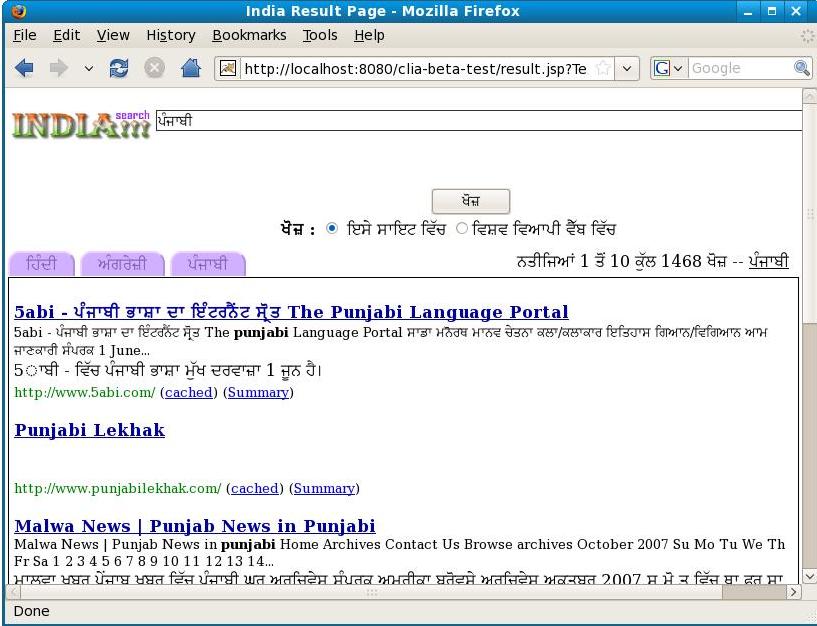 India Result Page - Mozilla Firefox
File Edit View History Bookmarks Tools Help
http://localhost:8080/clia-beta-test/result.jsp?Te
G Google
INDIA search
ਪੰਜਾਬੀ
ਖੋਜ਼
ਖੋਜ਼ : ਇਸੇ ਸਾਇਟ ਵਿੱਚ ਵਿਸ਼ਵ ਵਿਆਪੀ ਵੈੱਬ ਵਿੱਚ
ਹਿੰਦੀ ਅੰਗਰੇਜ਼ੀ ਪੰਜਾਬੀ
ਨਤੀਜਿਆਂ 1 ਤੋਂ 10 ਕੁੱਲ 1468 ਖੋਜ਼ -- ਪੰਜਾਬੀ
5abi - ਪੰਜਾਬੀ ਭਾਸ਼ਾ ਦਾ ਇੰਟਰਨੈੱਟ ਸ੍ਰੋਤ The Punjabi Language Portal
5abi - ਪੰਜਾਬੀ ਭਾਸ਼ਾ ਦਾ ਇੰਟਰਨੈੱਟ ਸ੍ਰੋਤ The punjabi Language Portal ਸਾਡਾ ਮਨੋਰਥ ਮਾਨਵ ਚੇਤਨਾ ਕਲਾ/ਕਲਾਕਾਰ ਇਤਿਹਾਸ ਗਿਆਨ/ਵਿਗਿਆਨ ਆਮ
ਜਾਣਕਾਰੀ ਸੰਪਰਕ 1 June...
5ਾਬੀ - ਵਿੱਚ ਪੰਜਾਬੀ ਭਾਸ਼ਾ ਮੁੱਖ ਦਰਵਾਜ਼ਾ 1 ਜੂਨ ਹੈ।
http://www.5abi.com/ (cached) (Summary)
Punjabi Lekhak
http://www.punjabilekhak.com/ (cached) (Summary)
Malwa News | Punjab News in Punjabi
Malwa News | Punjab News in punjabi Home Archives Contact Us Browse archives October 2007 Su Mo Tu We Th
Fr Sa 1 2 3 4 5 6 7 8 9 10 11 12 13 14...
ਮਾਲਵਾ ਖਬਰ ਪੰਜਾਬ ਖਬਰ ਵਿੱਚ ਪੰਜਾਬੀ ਘਰ ਅਰਚਿਵੇਸ ਸੰਪਰਕ ਅਮਰੀਕਾ ਬਰੋਵਸੇ ਅਰਚਿਵੇਸ ਅਕਤੂਬਰ 2007 ਸੁ ਮੋ ਤੁ ਵਿੱਚ ਥਾ ਫਰ ਸਾ
Done